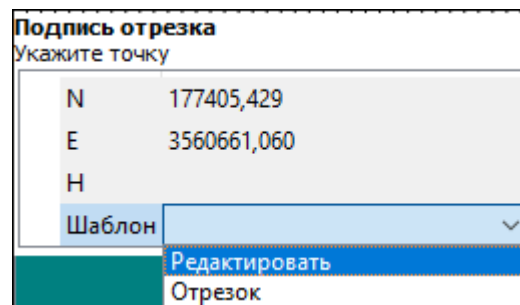 Подпись отрезка
Укажите точку
N 177405,429
E 3560661,060
H
Шаблон
Редактировать
Отрезок